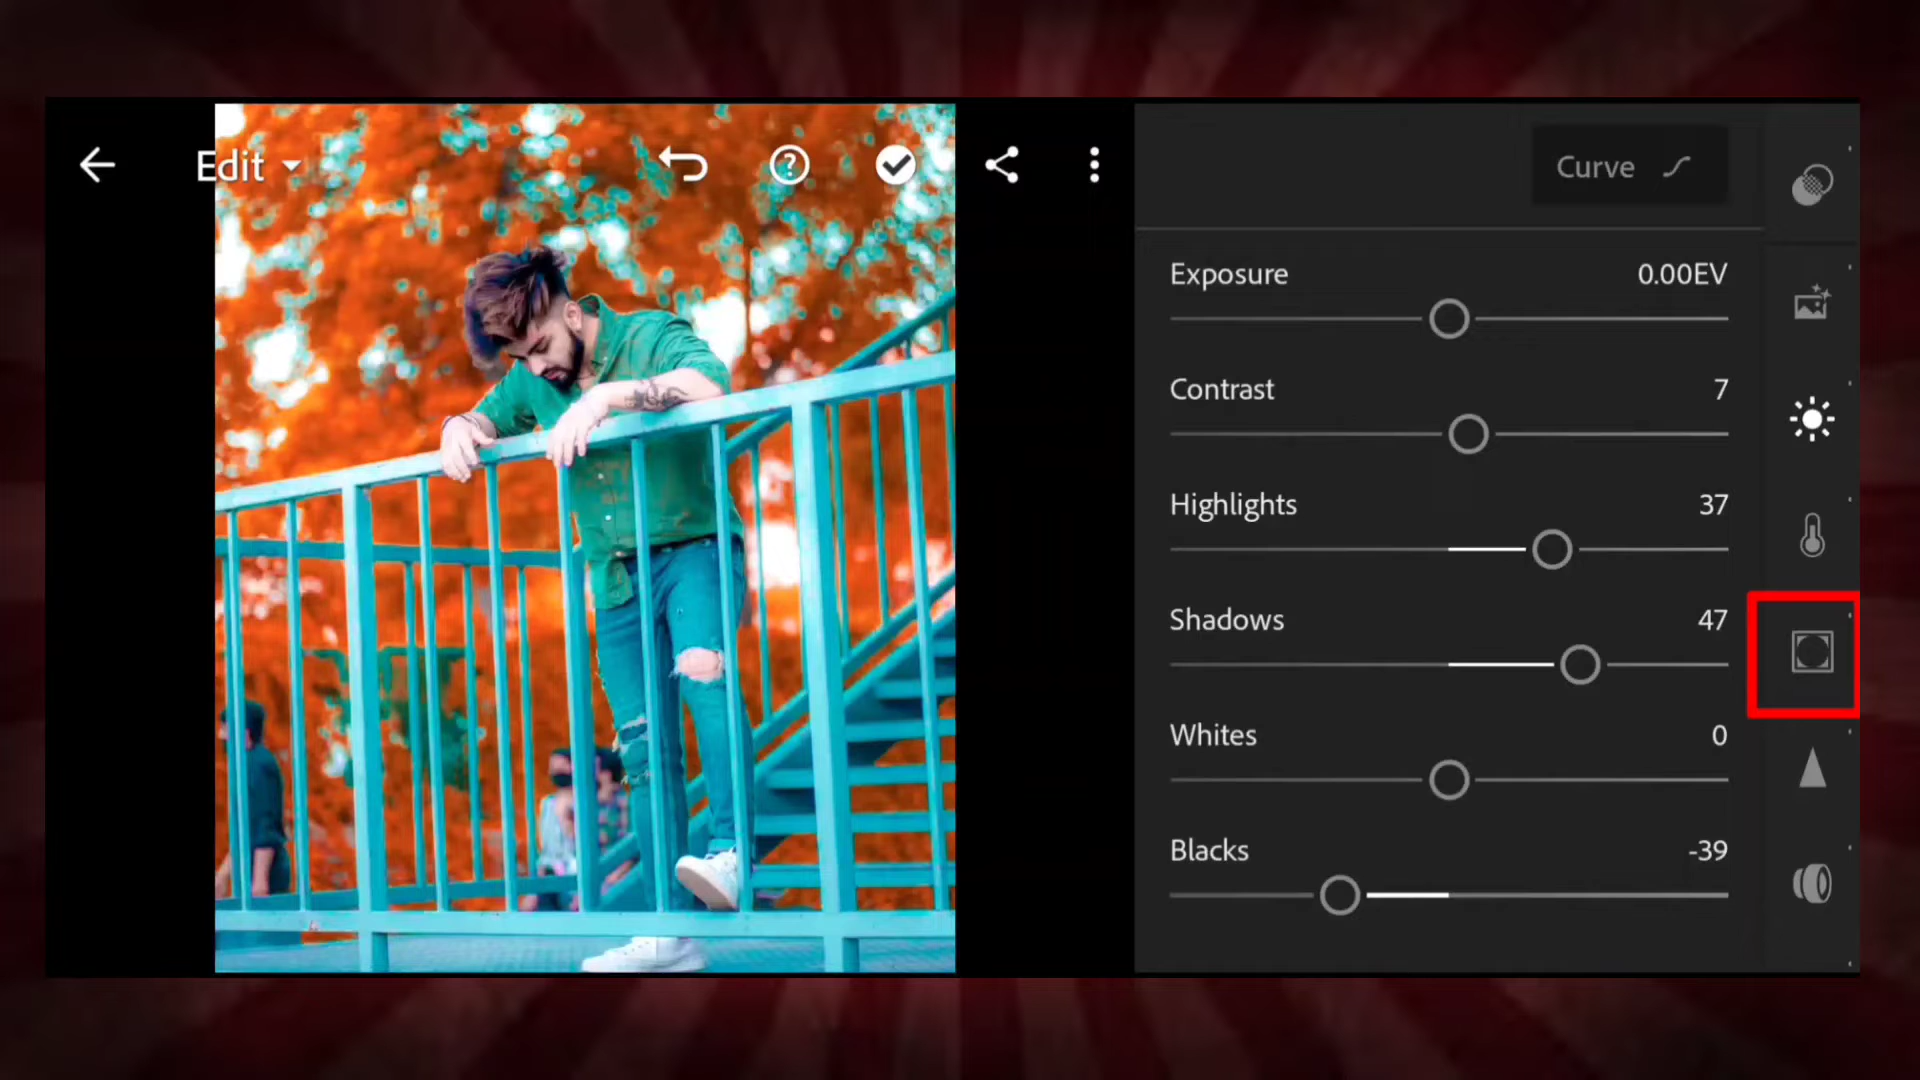 Edit
Curve
Exposure 0.00EV
Contrast 7
Highlights 37
Shadows 47
Whites 0
Blacks -39